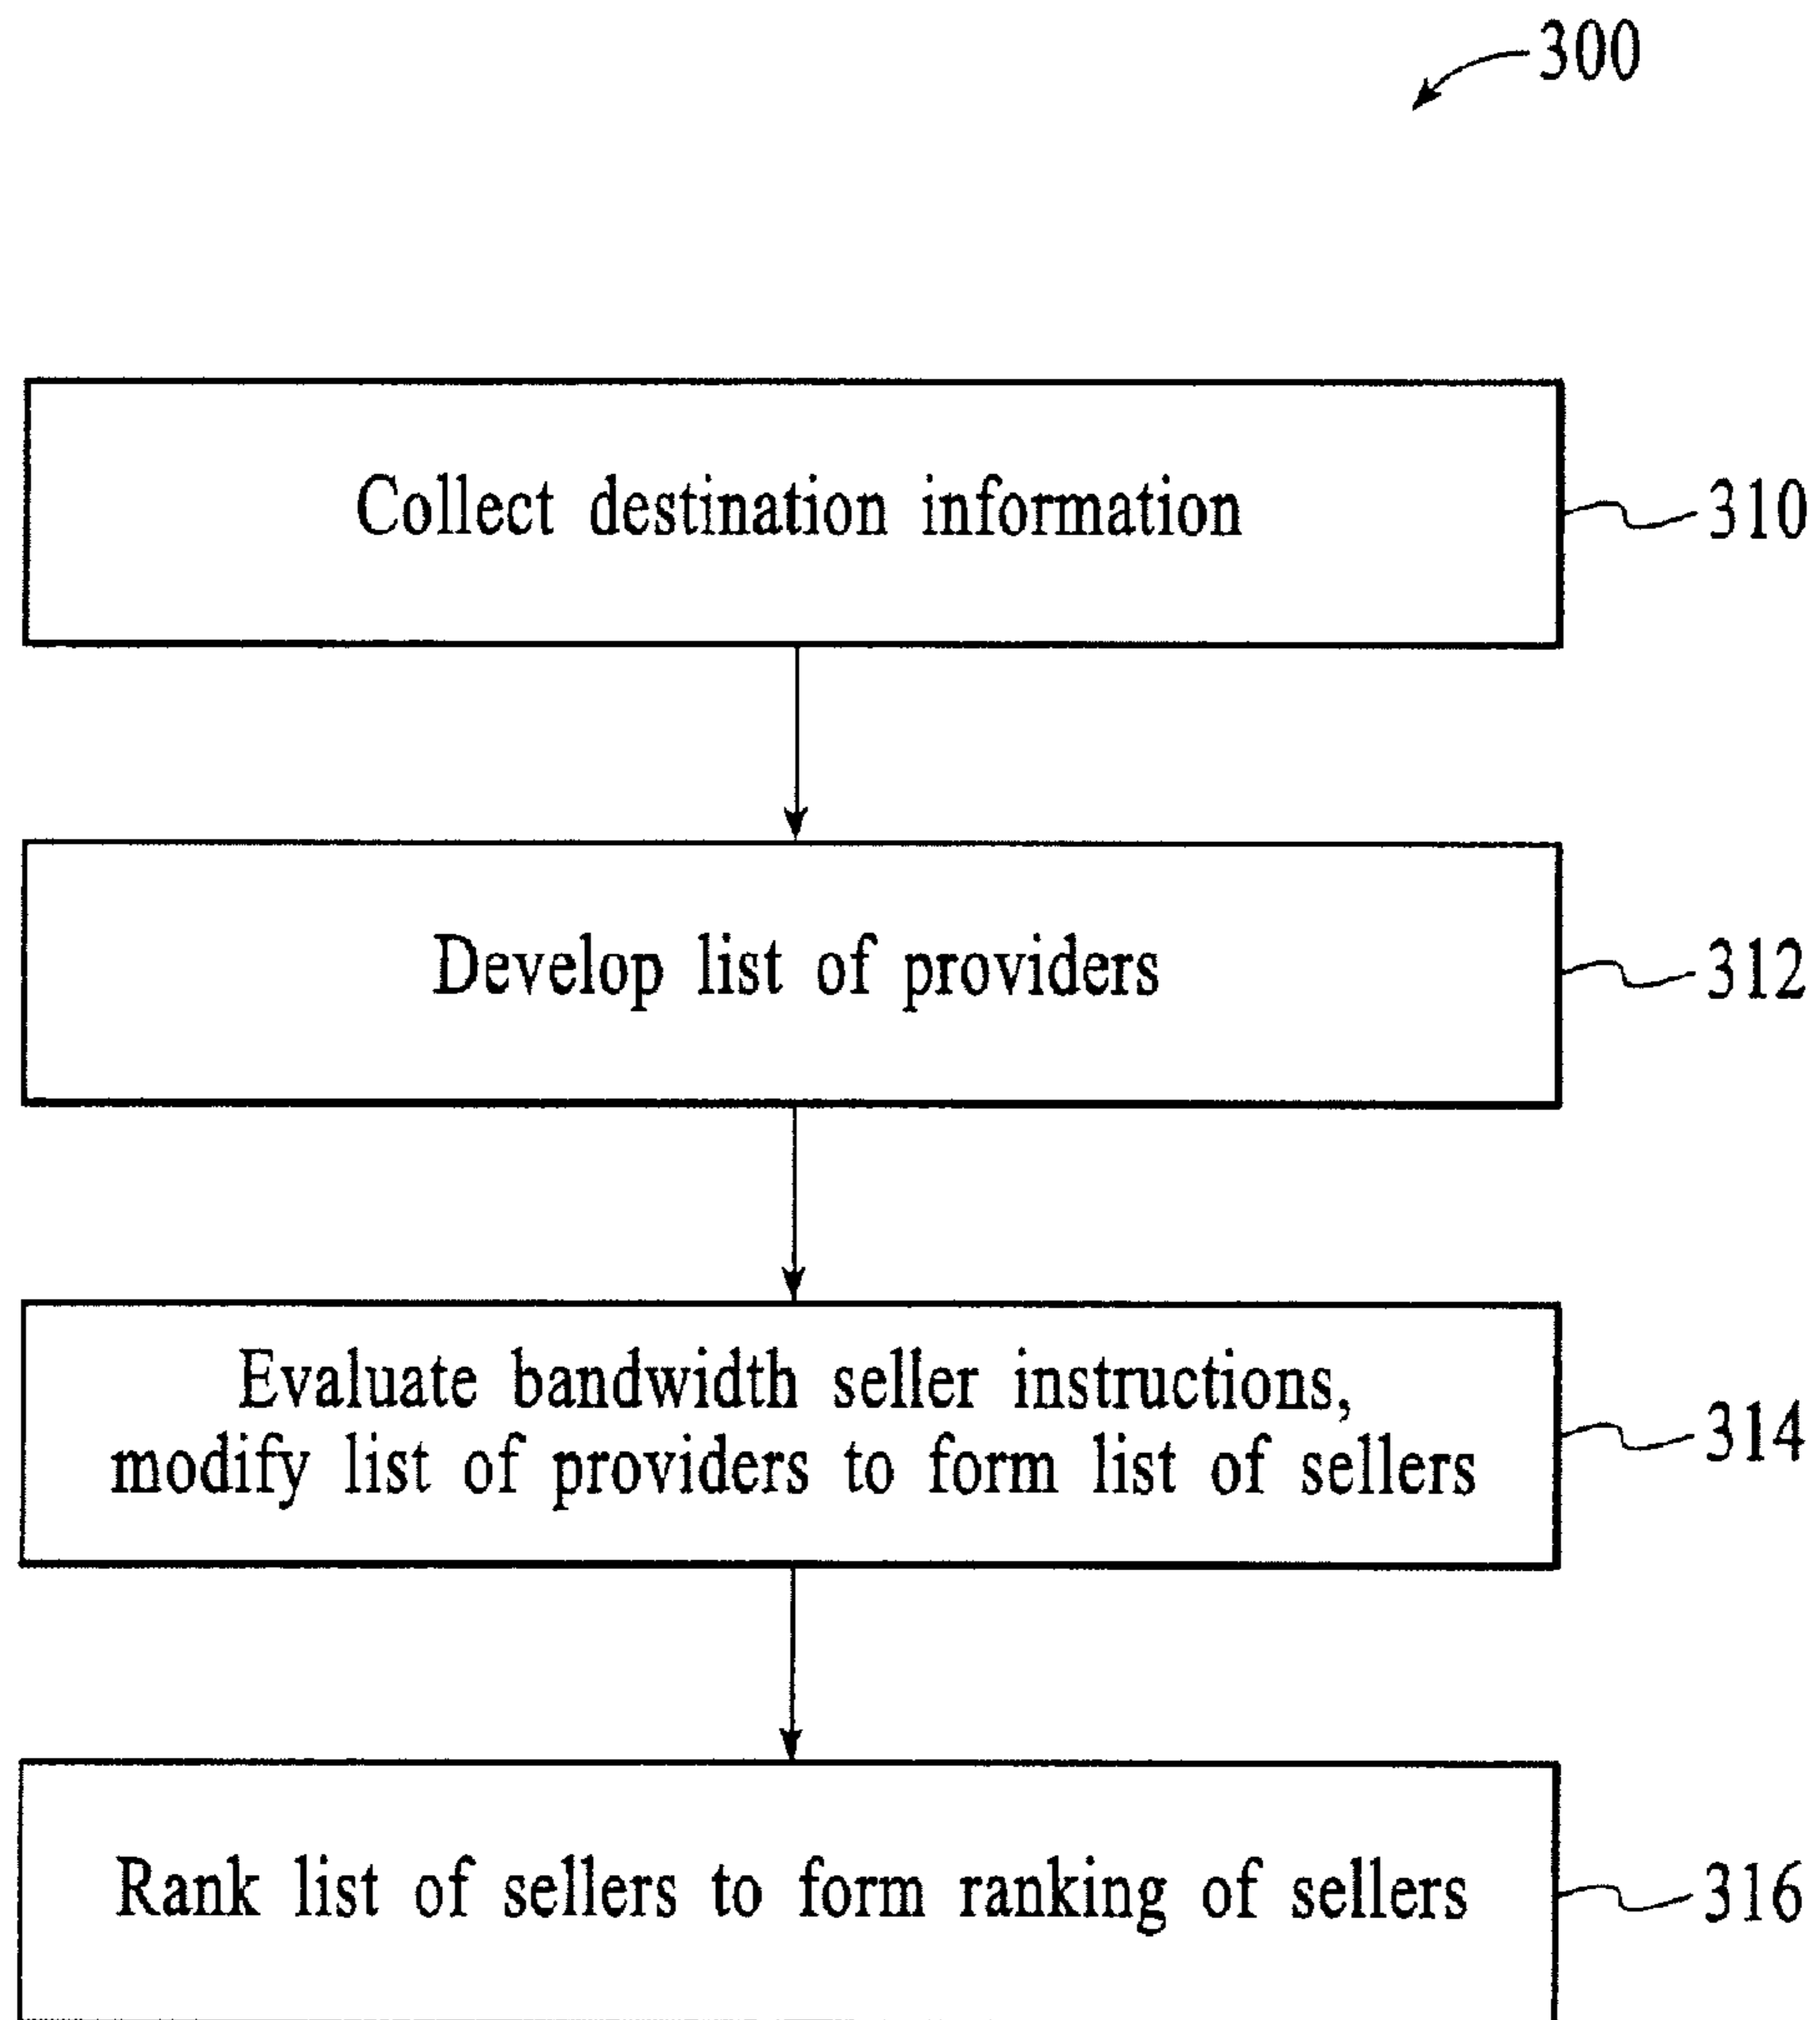 300
Collect destination information
310
Develop list of providers
312
Evaluate bandwidth seller instructions,
modify list of providers to form list of sellers
314
Rank list of sellers to form ranking of sellers
316